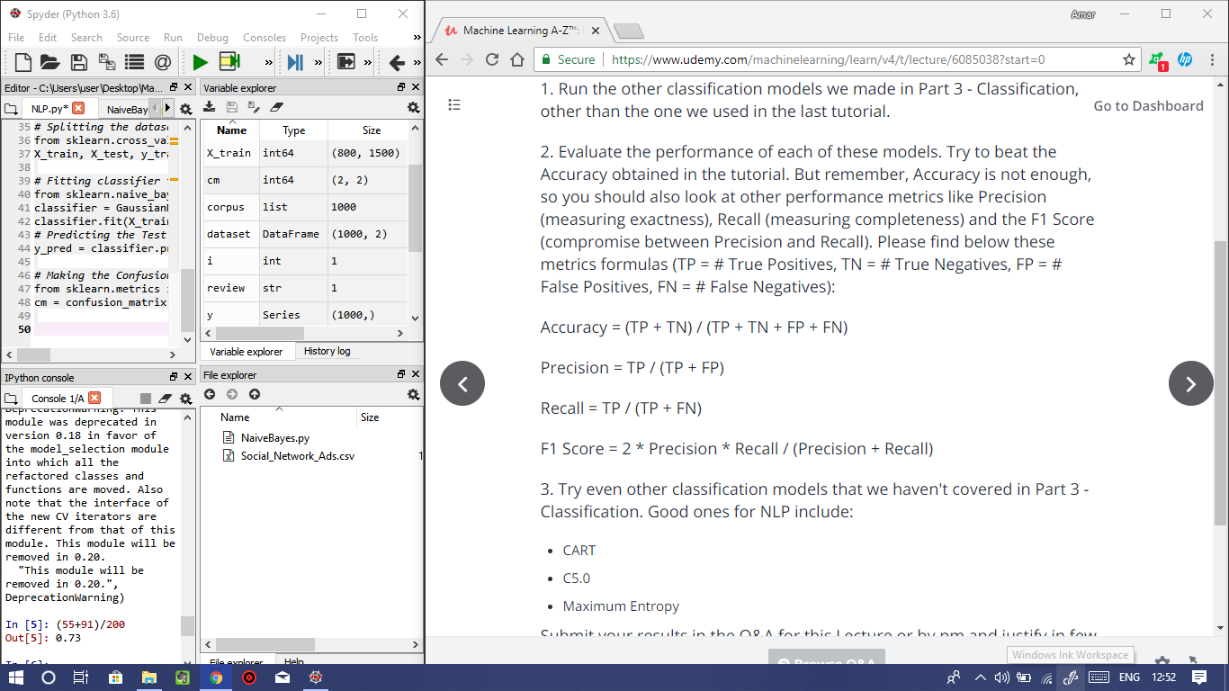 Spyder (Python 3.6)
File Edit Search Source Run Debug Consoles Projects Tools »
Editor - C:\Users\user\Desktop\Ma...
NLP.py* NaiveBay
35 # Splitting the datas
36 from sklearn.cross_va
37 X_train, X_test, y_tr
38
39 # Fitting classifier
40 from sklearn.naive_bay
41 classifier = Gaussian
42 classifier.fit(X_train
43 # Predicting the Test
44 y_pred = classifier.p
45
46 # Making the Confusion
47 from sklearn.metrics
48 cm = confusion_matrix
49
50
Variable explorer
Name Type Size
X_train int64 (800, 1500)
cm int64 (2, 2)
corpus list 1000
dataset DataFrame (1000, 2)
i int 1
review str 1
y Series (1000,)
Variable explorer History log
IPython console
Console 1/A
DeprecationWarning: This
module was deprecated in
version 0.18 in favor of
the model_selection module
into which all the
refactored classes and
functions are moved. Also
note that the interface of
the new CV iterators are
different from that of this
module. This module will be
removed in 0.20.
"This module will be
removed in 0.20.",
DeprecationWarning)
In [5]: (55+91)/200
Out[5]: 0.73
File explorer
Name Size
NaiveBayes.py
Social_Network_Ads.csv 1
File explorer Help
Machine Learning A-Z™:
Amar
Secure https://www.udemy.com/machinelearning/learn/v4/t/lecture/6085038?start=0
1
Go to Dashboard
1. Run the other classification models we made in Part 3 - Classification,
other than the one we used in the last tutorial.
2. Evaluate the performance of each of these models. Try to beat the
Accuracy obtained in the tutorial. But remember, Accuracy is not enough,
so you should also look at other performance metrics like Precision
(measuring exactness), Recall (measuring completeness) and the F1 Score
(compromise between Precision and Recall). Please find below these
metrics formulas (TP = # True Positives, TN = # True Negatives, FP = #
False Positives, FN = # False Negatives):
Accuracy = (TP + TN) / (TP + TN + FP + FN)
Precision = TP / (TP + FP)
Recall = TP / (TP + FN)
F1 Score = 2 * Precision * Recall / (Precision + Recall)
3. Try even other classification models that we haven't covered in Part 3 -
Classification. Good ones for NLP include:
• CART
• C5.0
• Maximum Entropy
Submit your results in the Q&A for this Lecture or by pm and justify in few
Browse Q&A
Windows Ink Workspace
ENG 12:52